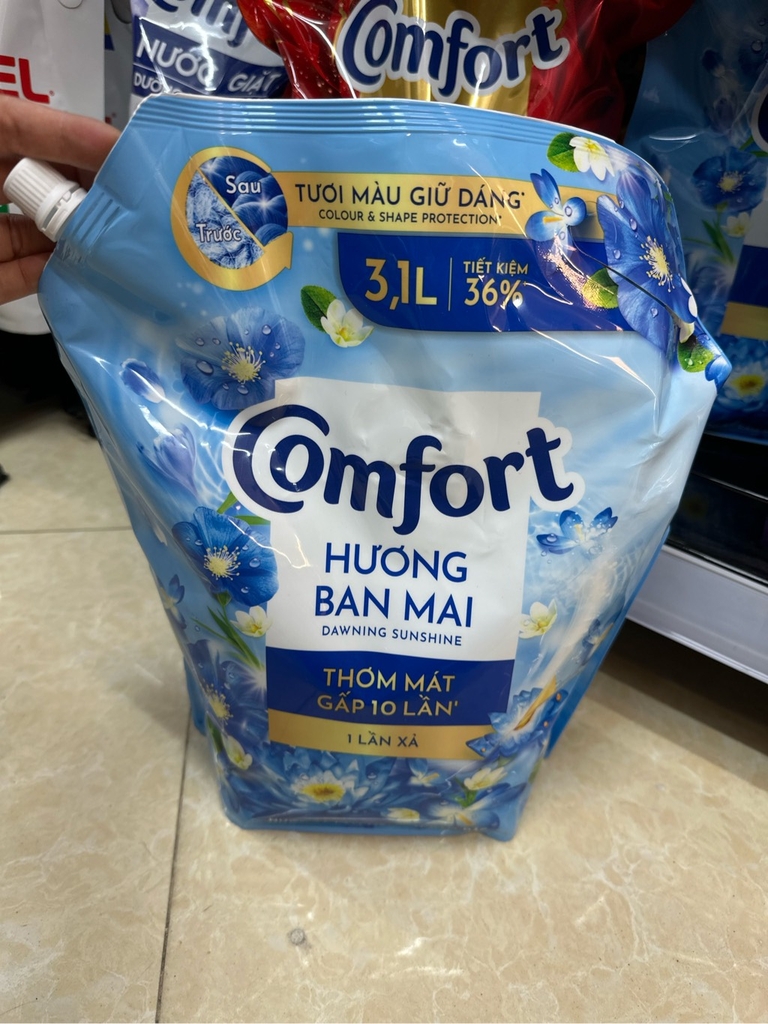 Comfort
NƯỚC GIẶT
EL
Sau
Trước
TƯƠI MÀU GIỮ DÁNG*
COLOUR & SHAPE PROTECTION*
3,1L
TIẾT KIỆM
36%*
Comfort
HƯƠNG
BAN MAI
DAWNING SUNSHINE
THƠM MÁT
GẤP 10 LẦN'
1 LẦN XẢ